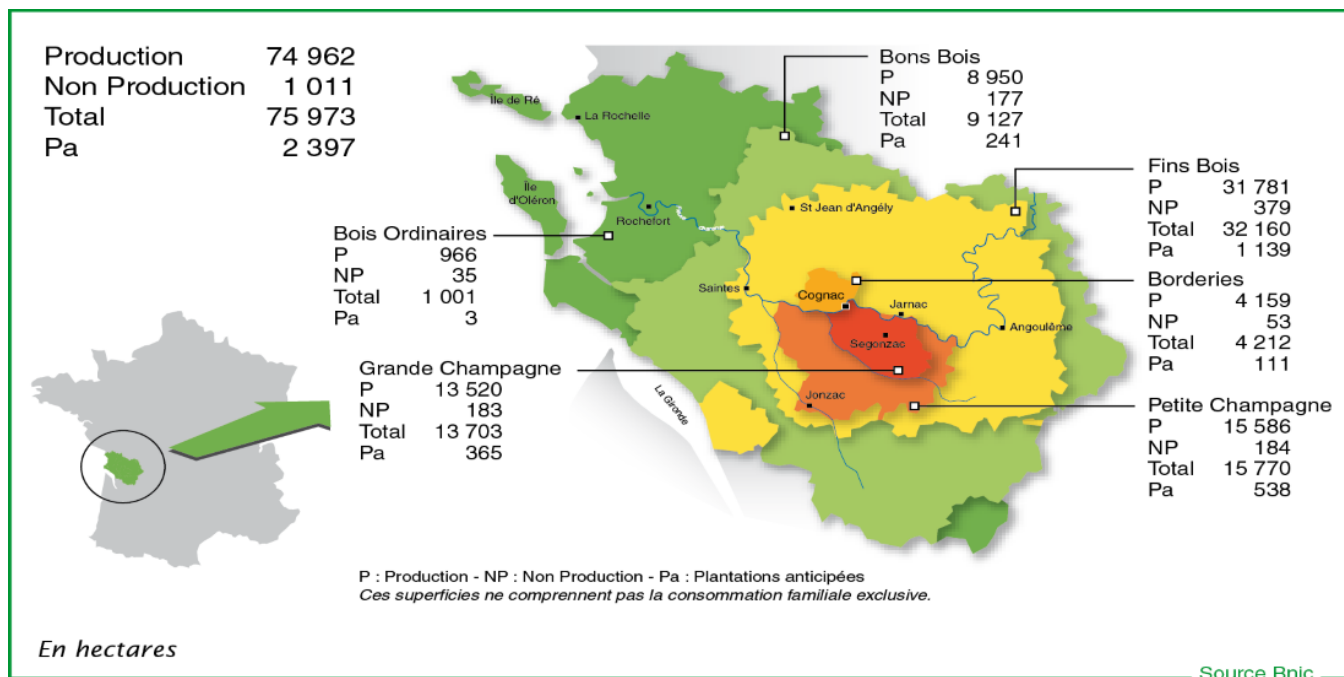 Production 74 962
Non Production 1 011
Total 75 973
Pa 2 397
Bons Bois
P 8 950
NP 177
Total 9 127
Pa 241
Fins Bois
P 31 781
NP 379
Total 32 160
Pa 1 139
Borderies
P 4 159
NP 53
Total 4 212
Pa 111
Petite Champagne
P 15 586
NP 184
Total 15 770
Pa 538
Bois Ordinaires
P 966
NP 35
Total 1 001
Pa 3
Grande Champagne
P 13 520
NP 183
Total 13 703
Pa 365
Île de Ré
La Rochelle
Île
d'Oléron
Rochefort
St Jean d'Angély
Saintes
Cognac
Jarnac
Segonzac
Angoulême
Jonzac
La Gironde
P : Production - NP : Non Production - Pa : Plantations anticipées
Ces superficies ne comprennent pas la consommation familiale exclusive.
En hectares
Source Bnic